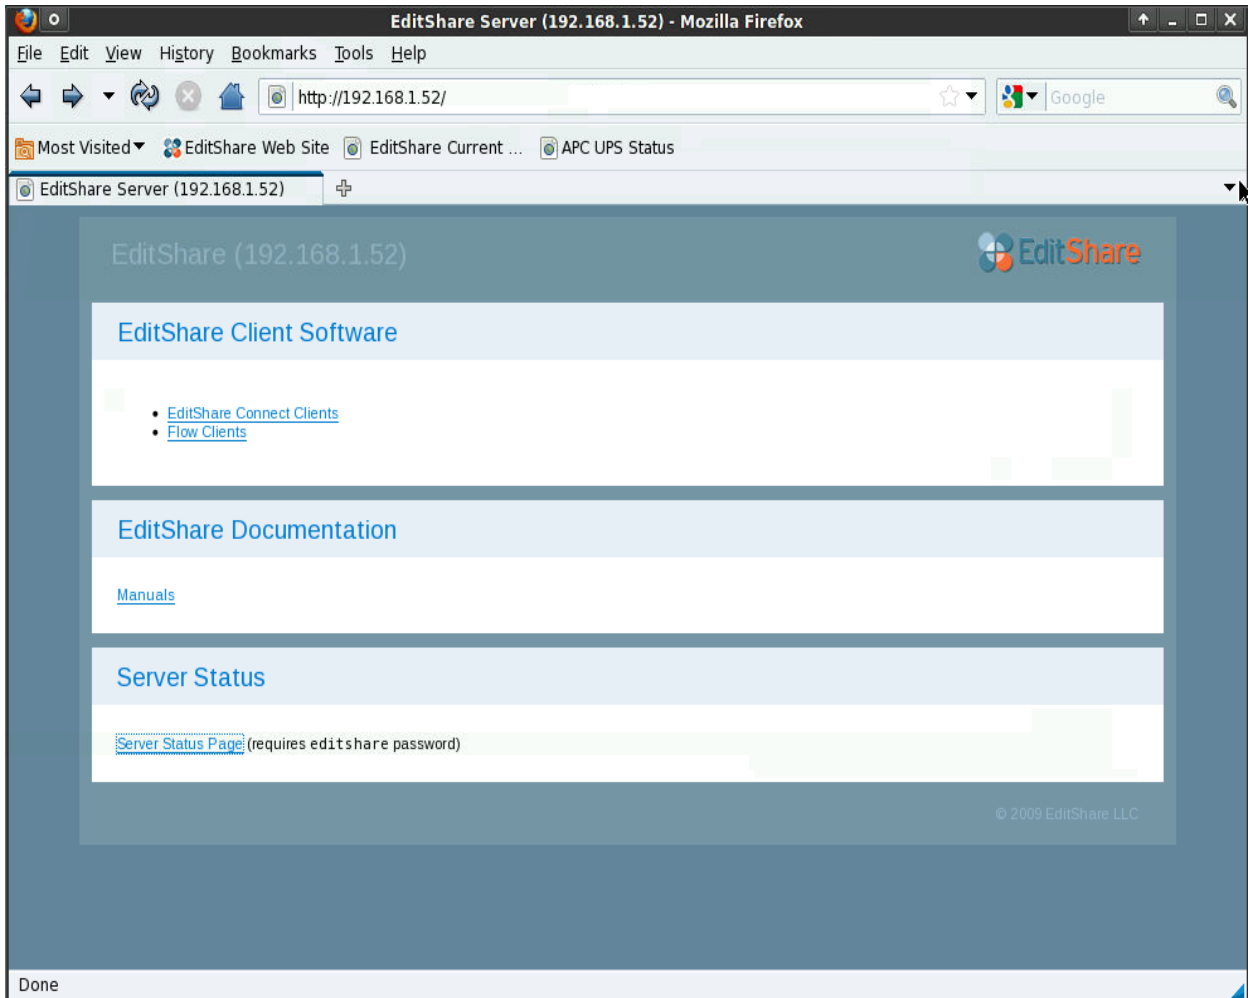 EditShare Server (192.168.1.52) - Mozilla Firefox
File Edit View History Bookmarks Tools Help
http://192.168.1.52/ Google
Most Visited EditShare Web Site EditShare Current ... APC UPS Status
EditShare Server (192.168.1.52)
EditShare (192.168.1.52) EditShare
EditShare Client Software
EditShare Connect Clients
Flow Clients
EditShare Documentation
Manuals
Server Status
Server Status Page (requires editshare password)
© 2009 EditShare LLC
Done